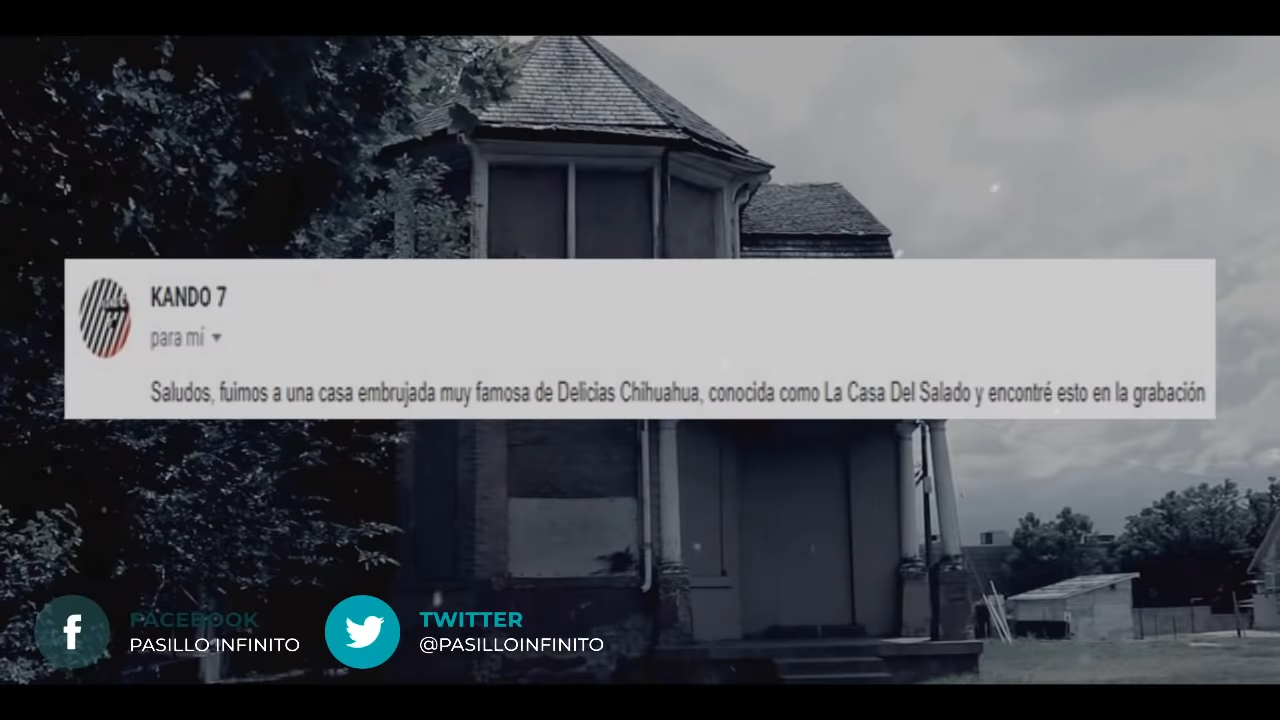 KANDO 7
para mí
Saludos, fuimos a una casa embrujada muy famosa de Delicias Chihuahua, conocida como La Casa Del Salado y encontré esto en la grabación
FACEBOOK
PASILLO INFINITO
TWITTER
@PASILLOINFINITO